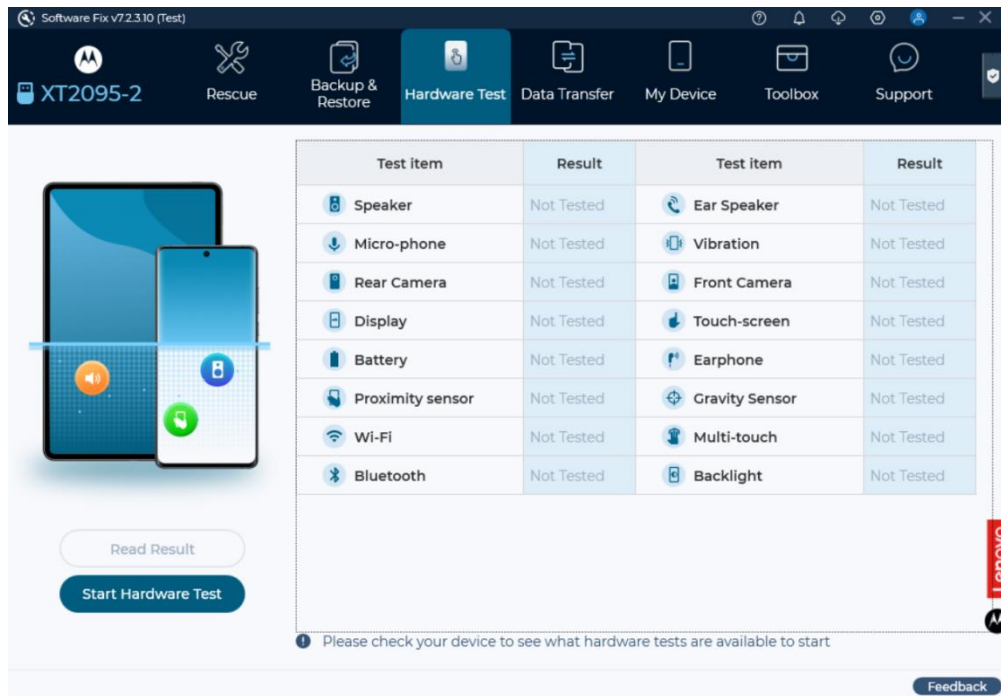 Software Fix v7.2.3.10 (Test)
XT2095-2
Rescue
Backup &
Restore
Hardware Test
Data Transfer
My Device
Toolbox
Support
Test item Result Test item Result
Speaker Not Tested Ear Speaker Not Tested
Micro-phone Not Tested Vibration Not Tested
Rear Camera Not Tested Front Camera Not Tested
Display Not Tested Touch-screen Not Tested
Battery Not Tested Earphone Not Tested
Proximity sensor Not Tested Gravity Sensor Not Tested
Wi-Fi Not Tested Multi-touch Not Tested
Bluetooth Not Tested Backlight Not Tested
Read Result
Start Hardware Test
Lenovo
Please check your device to see what hardware tests are available to start
Feedback